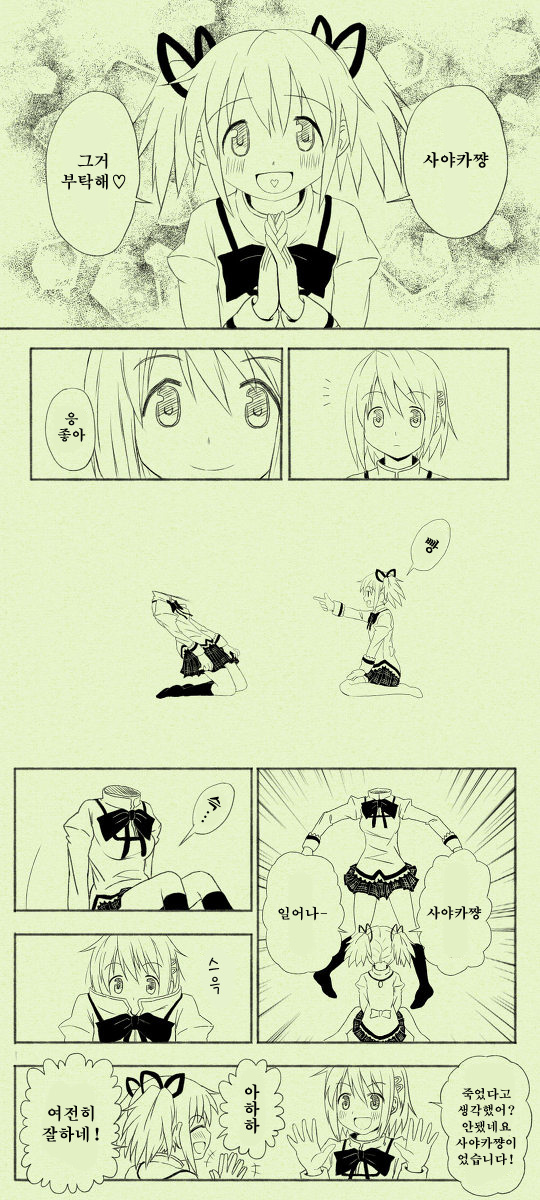 사야카쨩
그거
부탁해♡
응
좋아
빵
슥…
사야카쨩
일어나-
스윽
죽었다고
생각했어?
안됐네요
사야카쨩이
었습니다!
아하하
여전히
잘하네!